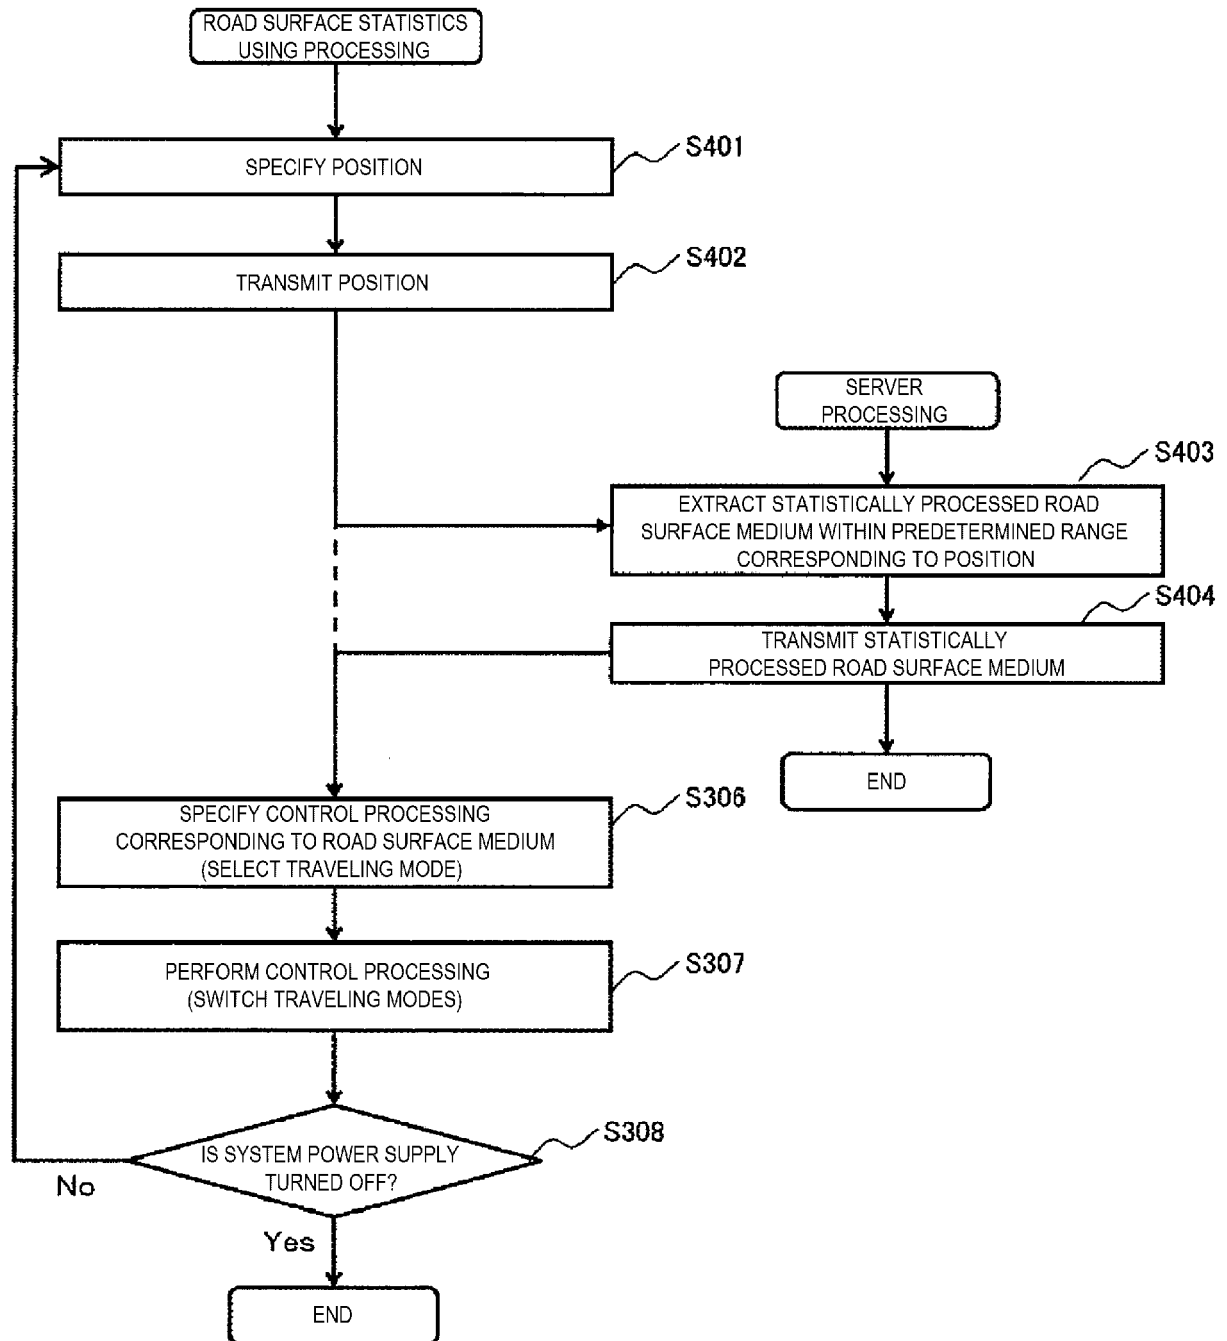 ROAD SURFACE STATISTICS
USING PROCESSING
S401
SPECIFY POSITION
S402
TRANSMIT POSITION
SERVER
PROCESSING
S403
EXTRACT STATISTICALLY PROCESSED ROAD
SURFACE MEDIUM WITHIN PREDETERMINED RANGE
CORRESPONDING TO POSITION
S404
TRANSMIT STATISTICALLY
PROCESSED ROAD SURFACE MEDIUM
END
S306
SPECIFY CONTROL PROCESSING
CORRESPONDING TO ROAD SURFACE MEDIUM
(SELECT TRAVELING MODE)
S307
PERFORM CONTROL PROCESSING
(SWITCH TRAVELING MODES)
S308
IS SYSTEM POWER SUPPLY
TURNED OFF?
No
Yes
END